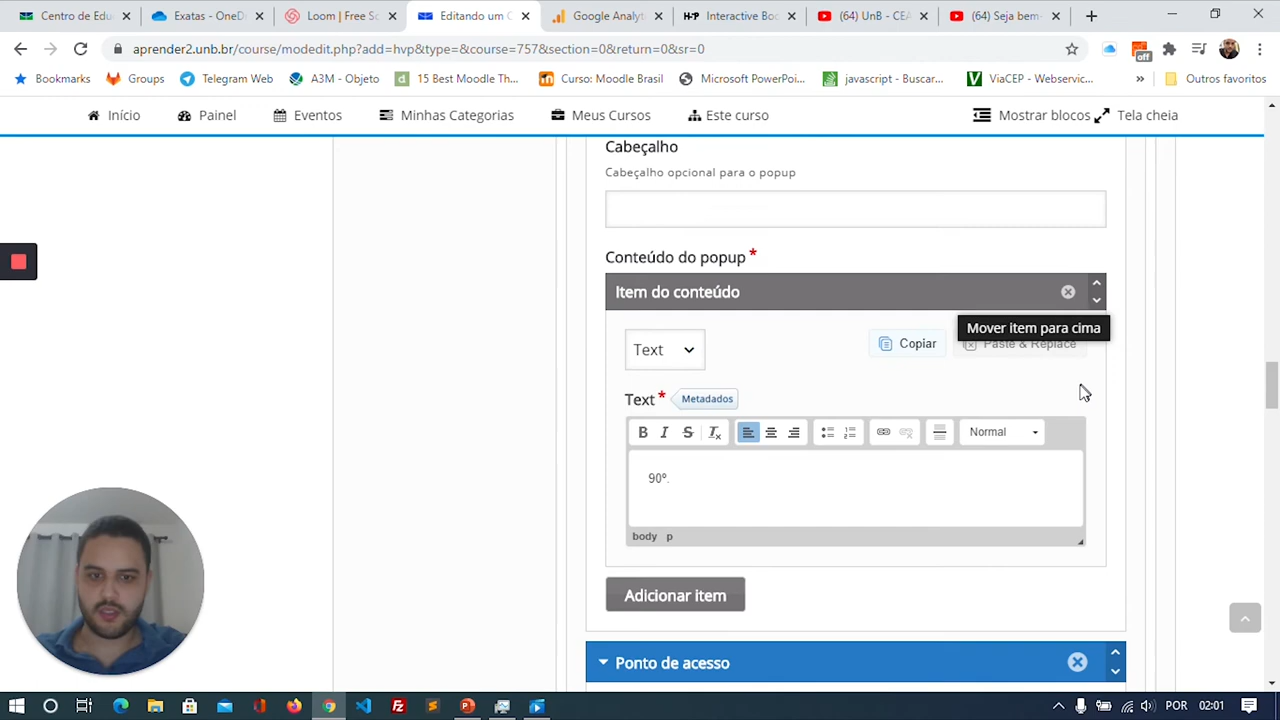 Centro de Edu
Exatas - OneD
Loom | Free Sc
Editando um C
Google Analyt
H-P Interactive Boo
(64) UnB - CEA
(64) Seja bem-
aprender2.unb.br/course/modedit.php?add=hvp&type=&course=757&section=0&return=0&sr=0
off
Bookmarks
Groups
Telegram Web
A3M - Objeto
15 Best Moodle Th...
Curso: Moodle Brasil
Microsoft PowerPoi...
javascript - Buscar...
ViaCEP - Webservic...
»
Outros favoritos
Início
Painel
Eventos
Minhas Categorias
Meus Cursos
Este curso
Mostrar blocos
Tela cheia
Cabeçalho
Cabeçalho opcional para o popup
Conteúdo do popup *
Item do conteúdo
Mover item para cima
Text
Copiar
Paste & Replace
Text *
Metadados
B I S Tx
Normal
90º.
body p
Adicionar item
Ponto de acesso
POR
02:01